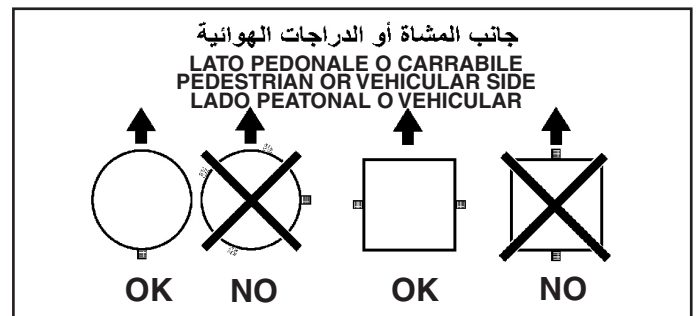 جانب المشاة أو الدراجات الهوائية
LATO PEDONALE O CARRABILE
PEDESTRIAN OR VEHICULAR SIDE
LADO PEATONAL O VEHICULAR
OK NO OK NO